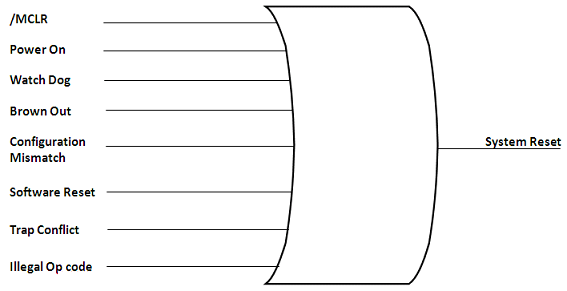 /MCLR
Power On
Watch Dog
Brown Out
Configuration
Mismatch
System Reset
Software Reset
Trap Conflict
Illegal Op code